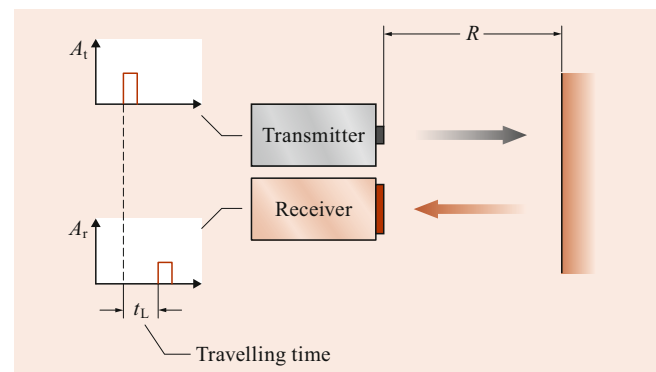 R
A_t
Transmitter
Receiver
A_r
t_L
Travelling time